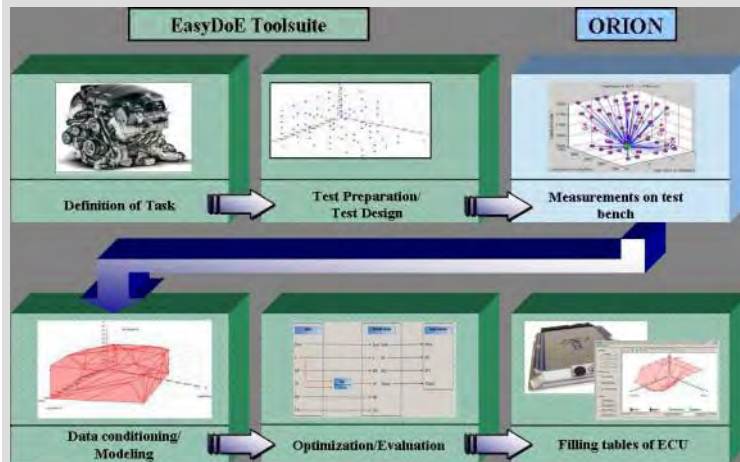 EasyDoE Toolsuite
ORION
Definition of Task
Test Preparation/
Test Design
Measurements on test
bench
Data conditioning/
Modeling
Optimization/Evaluation
Filling tables of ECU